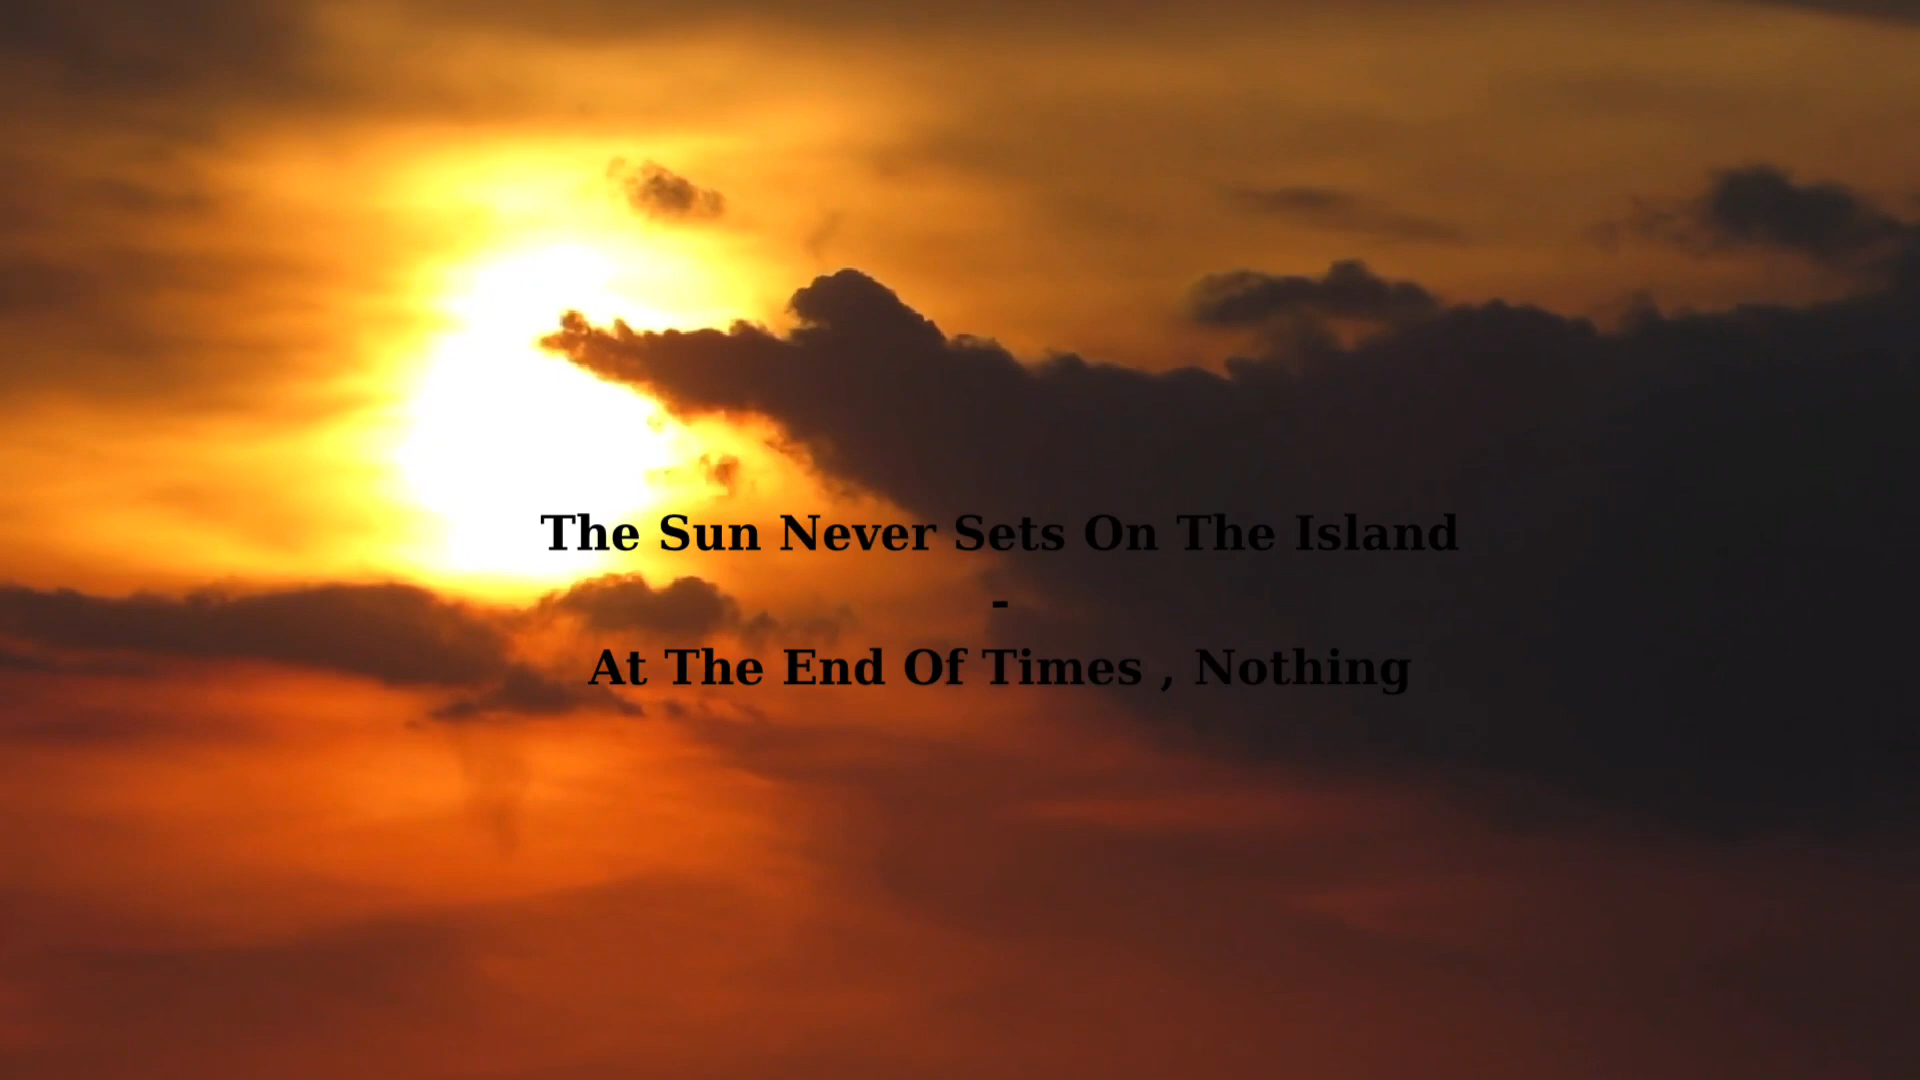 The Sun Never Sets On The Island
-
At The End Of Times , Nothing